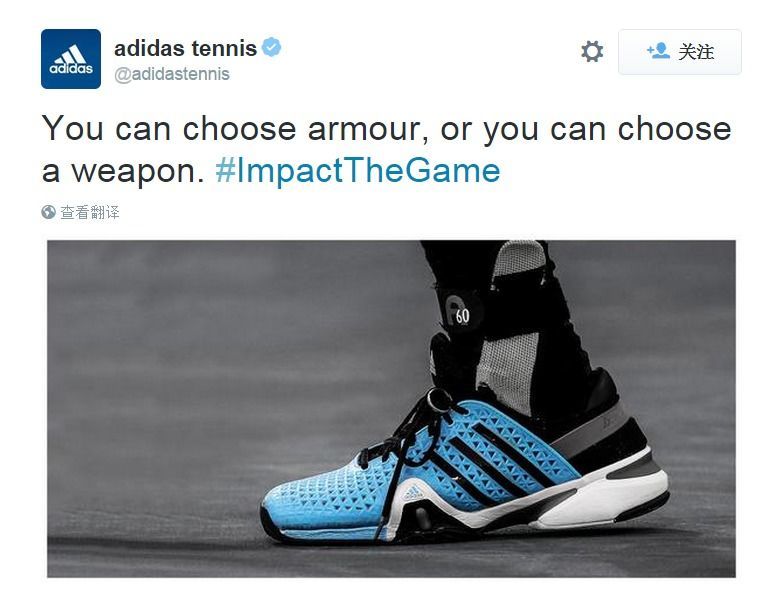 adidas tennis
adidas
@adidastennis
关注
You can choose armour, or you can choose
a weapon. #ImpactTheGame
查看翻译
60